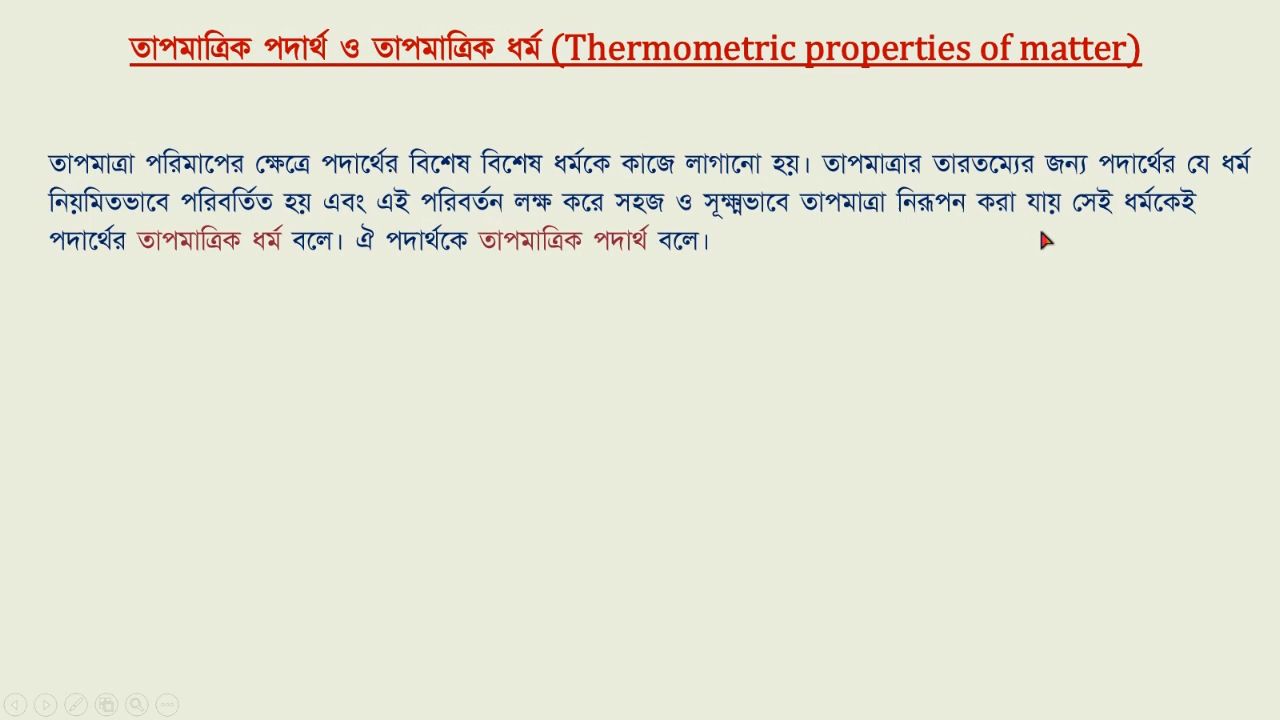 তাপমাত্রিক পদার্থ ও তাপমাত্রিক ধর্ম (Thermometric properties of matter)
তাপমাত্রা পরিমাপের ক্ষেত্রে পদার্থের বিশেষ বিশেষ ধর্মকে কাজে লাগানো হয়। তাপমাত্রার তারতম্যের জন্য পদার্থের যে ধর্ম
নিয়মিতভাবে পরিবর্তিত হয় এবং এই পরিবর্তন লক্ষ করে সহজ ও সূক্ষ্মভাবে তাপমাত্রা নিরূপন করা যায় সেই ধর্মকেই
পদার্থের তাপমাত্রিক ধর্ম বলে। ঐ পদার্থকে তাপমাত্রিক পদার্থ বলে।